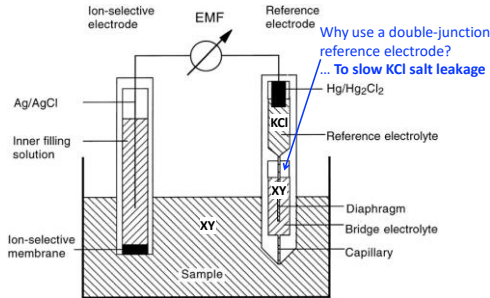 Ion-selective
electrode
EMF
Reference
electrode
Why use a double-junction
reference electrode?
... To slow KCl salt leakage
Ag/AgCl
Hg/Hg₂Cl₂
KCl
Inner filling
solution
Reference electrolyte
XY
Diaphragm
XY
Bridge electrolyte
Ion-selective
membrane
Capillary
Sample